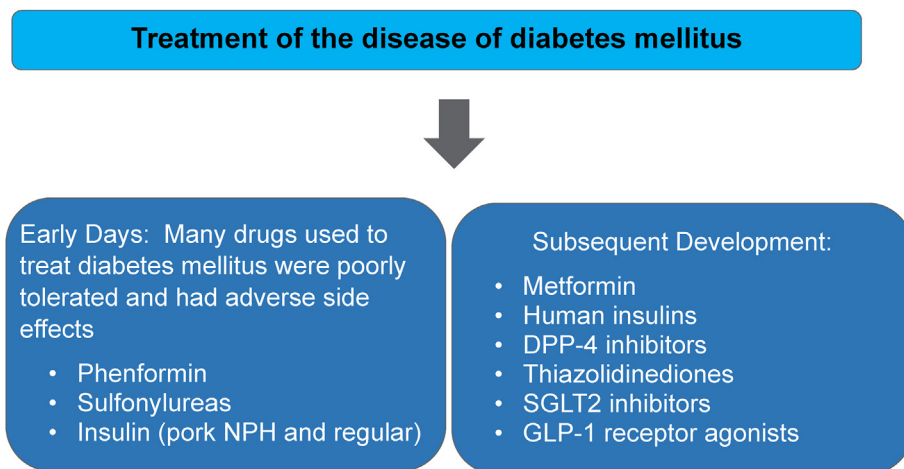 Treatment of the disease of diabetes mellitus
Early Days: Many drugs used to
treat diabetes mellitus were poorly
tolerated and had adverse side
effects
• Phenformin
• Sulfonylureas
• Insulin (pork NPH and regular)
Subsequent Development:
• Metformin
• Human insulins
• DPP-4 inhibitors
• Thiazolidinediones
• SGLT2 inhibitors
• GLP-1 receptor agonists